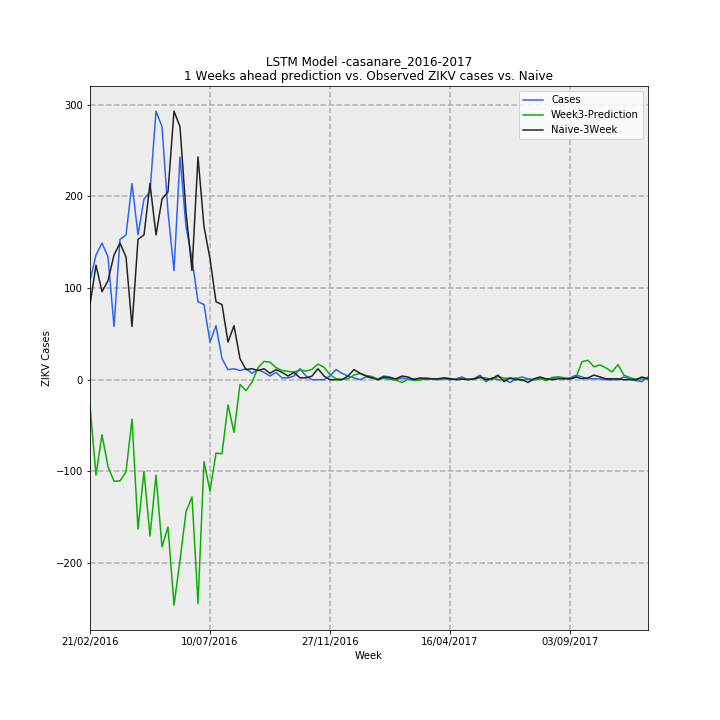 LSTM Model -casanare_2016-2017
1 Weeks ahead prediction vs. Observed ZIKV cases vs. Naive
Cases
Week3-Prediction
Naive-3Week
300
200
100
0
−100
−200
ZIKV Cases
21/02/2016
10/07/2016
27/11/2016
16/04/2017
03/09/2017
Week